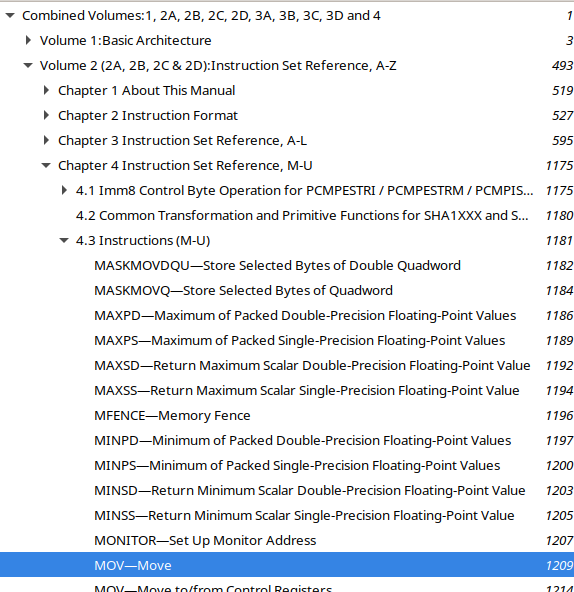 Combined Volumes:1, 2A, 2B, 2C, 2D, 3A, 3B, 3C, 3D and 4 1
Volume 1:Basic Architecture 3
Volume 2 (2A, 2B, 2C & 2D):Instruction Set Reference, A-Z 493
Chapter 1 About This Manual 519
Chapter 2 Instruction Format 527
Chapter 3 Instruction Set Reference, A-L 595
Chapter 4 Instruction Set Reference, M-U 1175
4.1 Imm8 Control Byte Operation for PCMPESTRI / PCMPESTRM / PCMPIS... 1175
4.2 Common Transformation and Primitive Functions for SHA1XXX and S... 1180
4.3 Instructions (M-U) 1181
MASKMOVDQU—Store Selected Bytes of Double Quadword 1182
MASKMOVQ—Store Selected Bytes of Quadword 1184
MAXPD—Maximum of Packed Double-Precision Floating-Point Values 1186
MAXPS—Maximum of Packed Single-Precision Floating-Point Values 1189
MAXSD—Return Maximum Scalar Double-Precision Floating-Point Value 1192
MAXSS—Return Maximum Scalar Single-Precision Floating-Point Value 1194
MFENCE—Memory Fence 1196
MINPD—Minimum of Packed Double-Precision Floating-Point Values 1197
MINPS—Minimum of Packed Single-Precision Floating-Point Values 1200
MINSD—Return Minimum Scalar Double-Precision Floating-Point Value 1203
MINSS—Return Minimum Scalar Single-Precision Floating-Point Value 1205
MONITOR—Set Up Monitor Address 1207
MOV—Move 1209
MOV—Move to/from Control Registers 1214